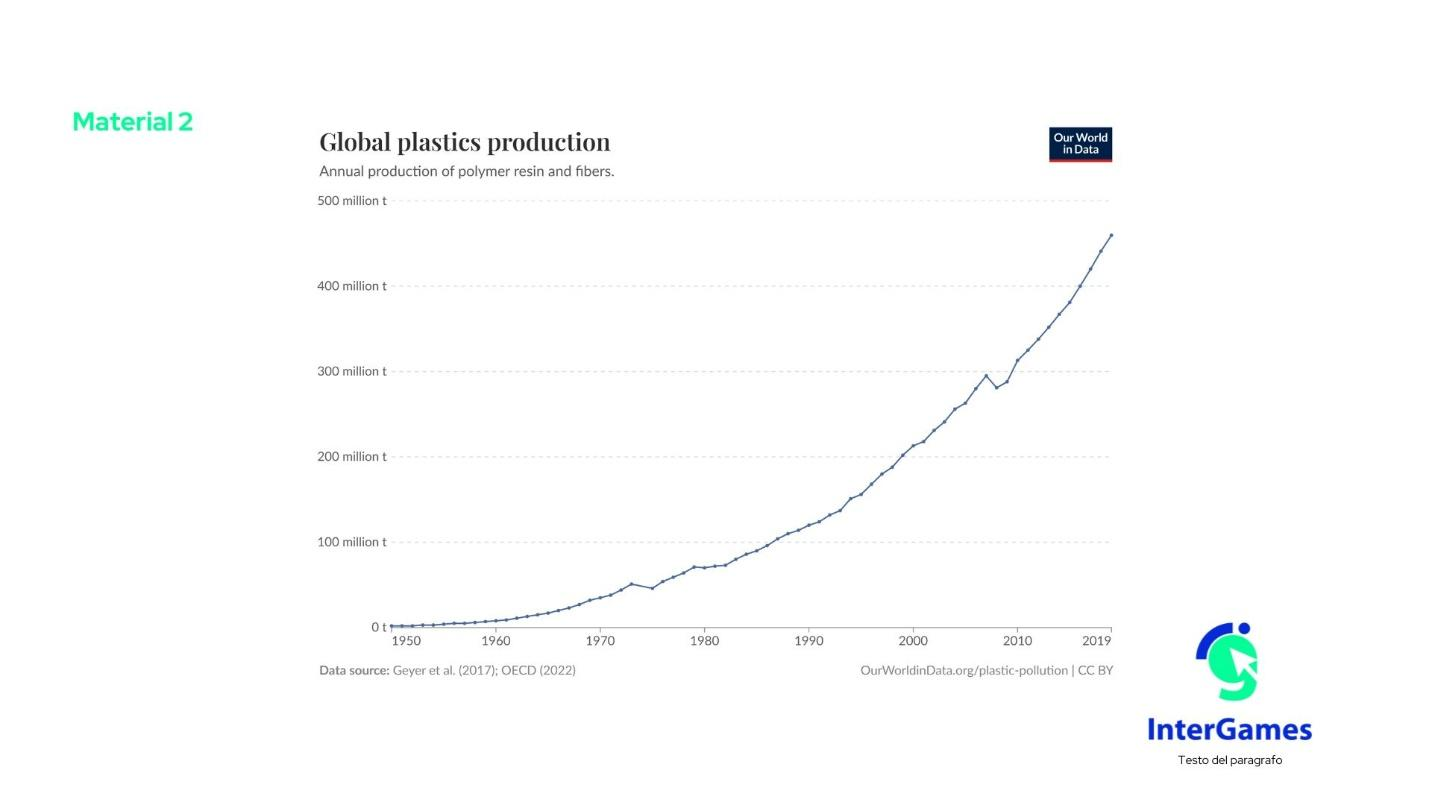 Material 2
Global plastics production
Our World
in Data
Annual production of polymer resin and fibers.
500 million t
400 million t
300 million t
200 million t
100 million t
0 t
1950 1960 1970 1980 1990 2000 2010 2019
Data source: Geyer et al. (2017); OECD (2022)
OurWorldinData.org/plastic-pollution | CC BY
InterGames
Testo del paragrafo